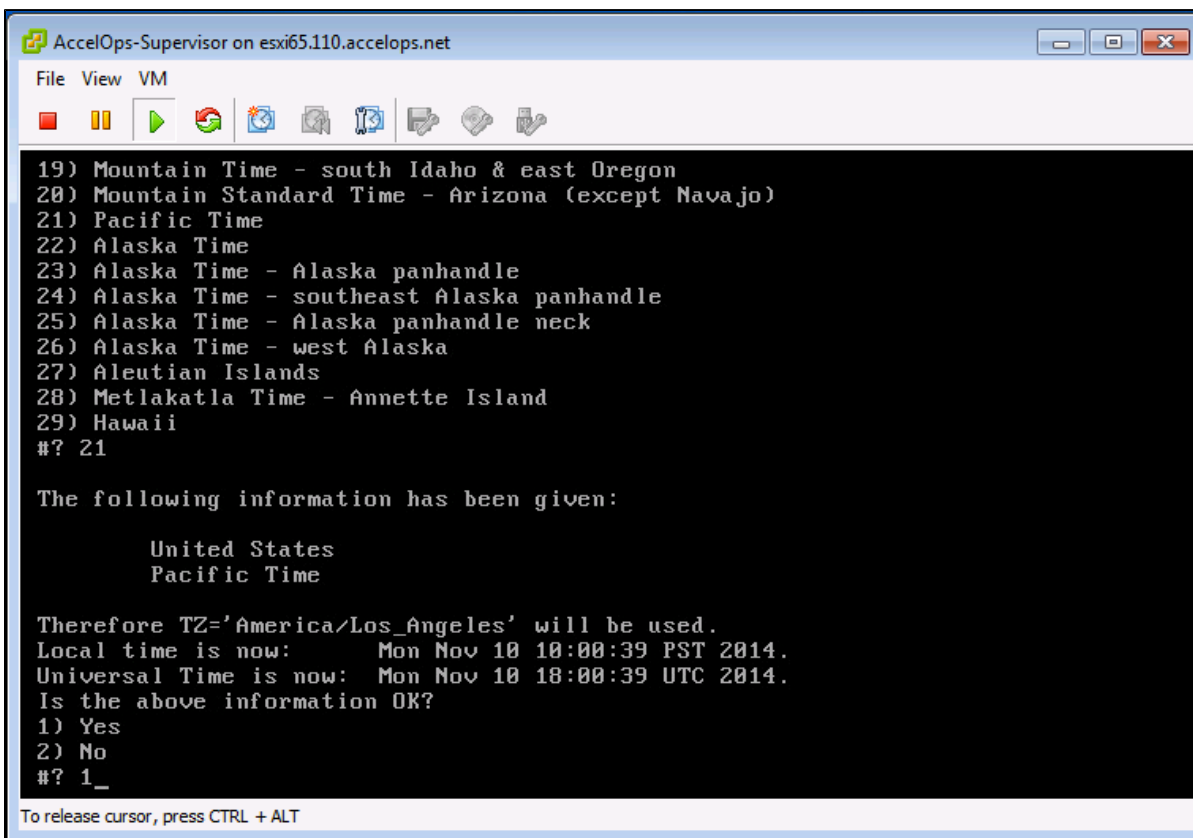 AccelOps-Supervisor on esxi65.110.accelops.net
File View VM
19) Mountain Time - south Idaho & east Oregon
20) Mountain Standard Time - Arizona (except Navajo)
21) Pacific Time
22) Alaska Time
23) Alaska Time - Alaska panhandle
24) Alaska Time - southeast Alaska panhandle
25) Alaska Time - Alaska panhandle neck
26) Alaska Time - west Alaska
27) Aleutian Islands
28) Metlakatla Time - Annette Island
29) Hawaii
#? 21
The following information has been given:
United States
Pacific Time
Therefore TZ='America/Los_Angeles' will be used.
Local time is now: Mon Nov 10 10:00:39 PST 2014.
Universal Time is now: Mon Nov 10 18:00:39 UTC 2014.
Is the above information OK?
1) Yes
2) No
#? 1_
To release cursor, press CTRL + ALT